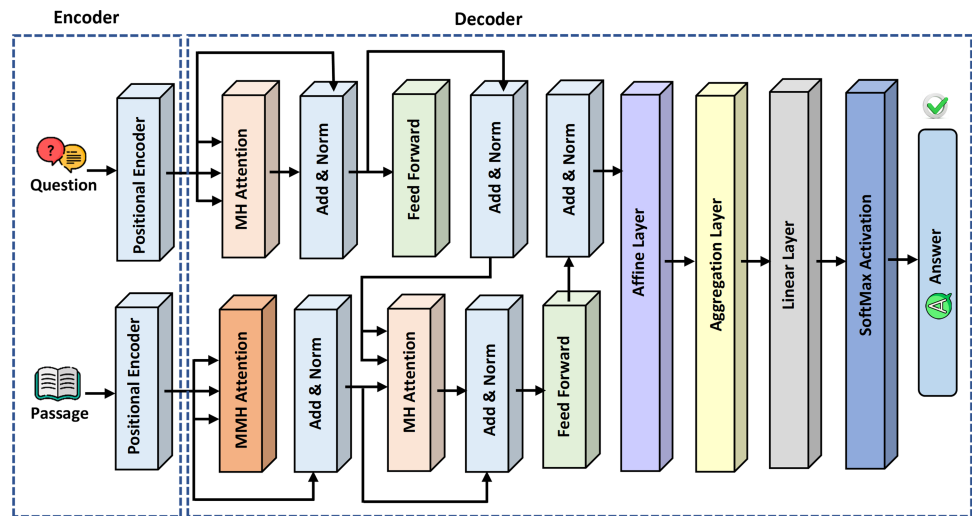 Encoder
Decoder
?
Question
Positional Encoder
MH Attention
Add & Norm
Feed Forward
Add & Norm
Add & Norm
Passage
Positional Encoder
MMH Attention
Add & Norm
MH Attention
Add & Norm
Feed Forward
Affine Layer
Aggregation Layer
Linear Layer
SoftMax Activation
A
Answer